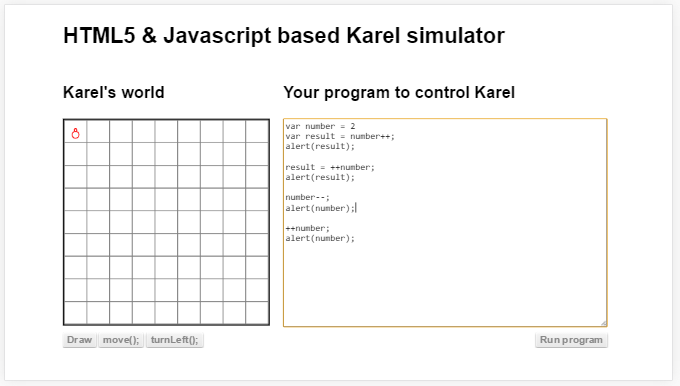 HTML5 & Javascript based Karel simulator
Karel's world
Your program to control Karel
var number = 2
var result = number++;
alert(result);
result = ++number;
alert(result);
number--;
alert(number);
++number;
alert(number);
Draw move(); turnLeft();
Run program